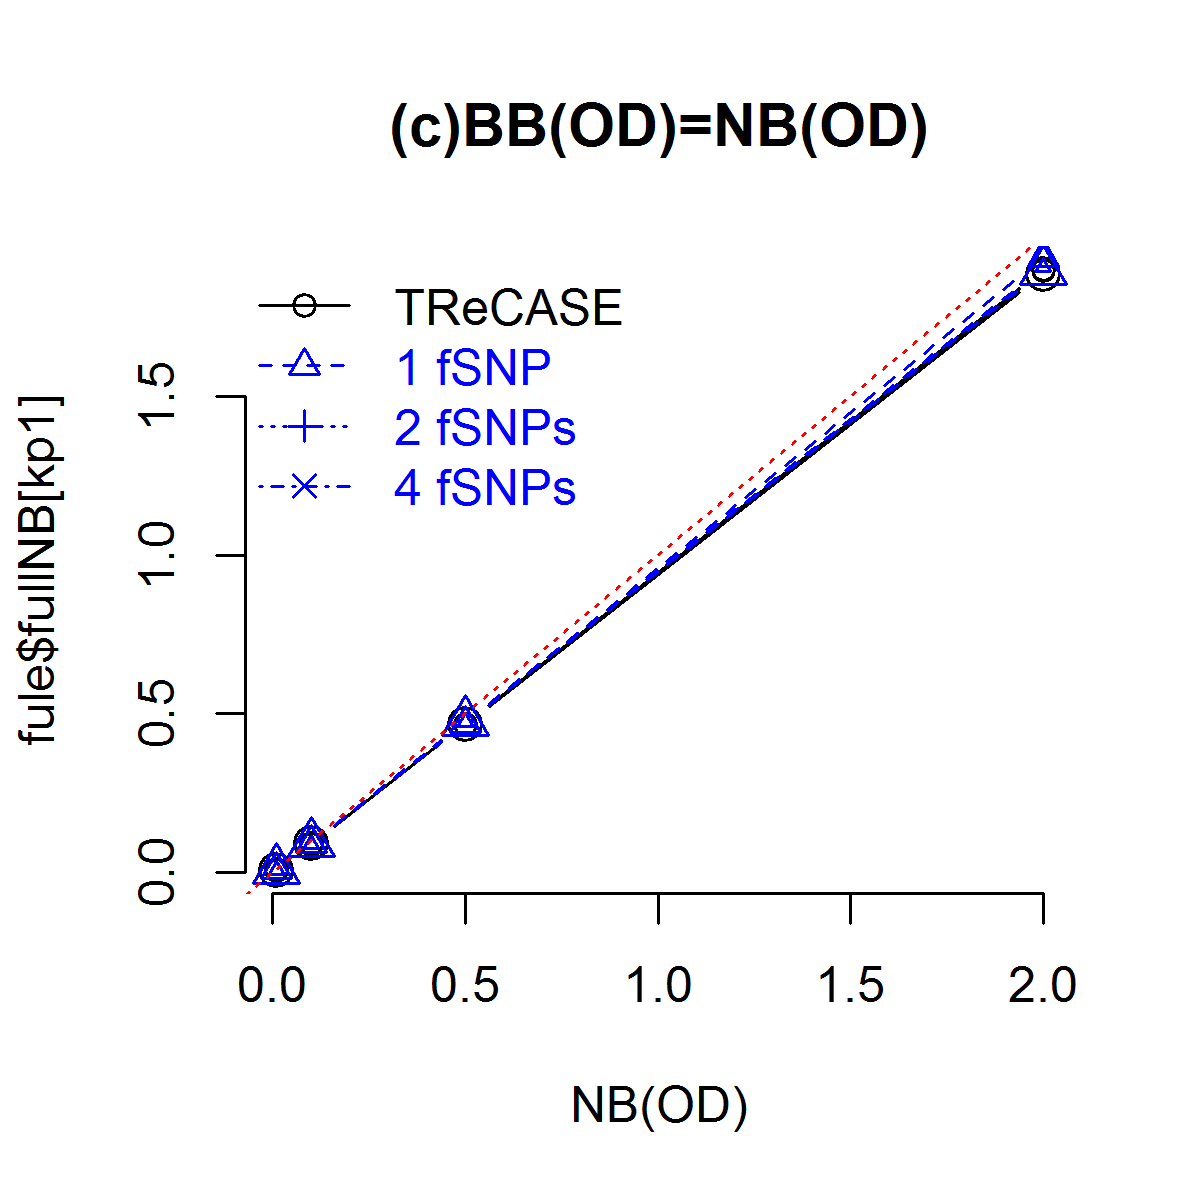 (c)BB(OD)=NB(OD)
TReCASE
1 fSNP
2 fSNPs
4 fSNPs
fule$fullNB[kp1]
1.5
1.0
0.5
0.0
0.0 0.5 1.0 1.5 2.0
NB(OD)